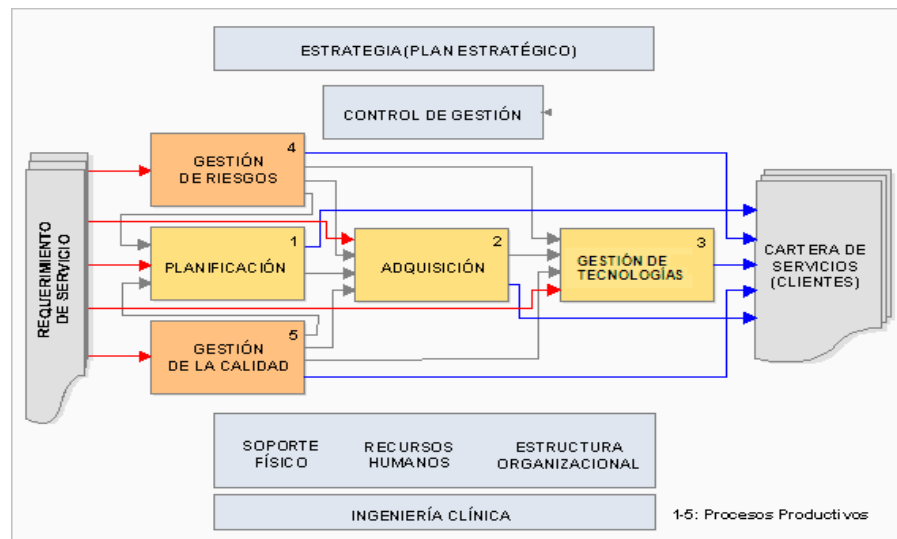 ESTRATEGIA(PLAN ESTRATÉGICO)
CONTROL DE GESTIÓN
REQUERIMIENTO
DE SERVICIO
4
GESTIÓN
DE RIESGOS
1
PLANIFICACIÓN
2
ADQUISICIÓN
3
GESTIÓN DE
TECNOLOGÍAS
5
GESTIÓN
DE LA CALIDAD
CARTERA DE
SERVICIOS
(CLIENTES)
SOPORTE
FÍSICO
RECURSOS
HUMANOS
ESTRUCTURA
ORGANIZACIONAL
INGENIERÍA CLÍNICA
1-5: Procesos Productivos